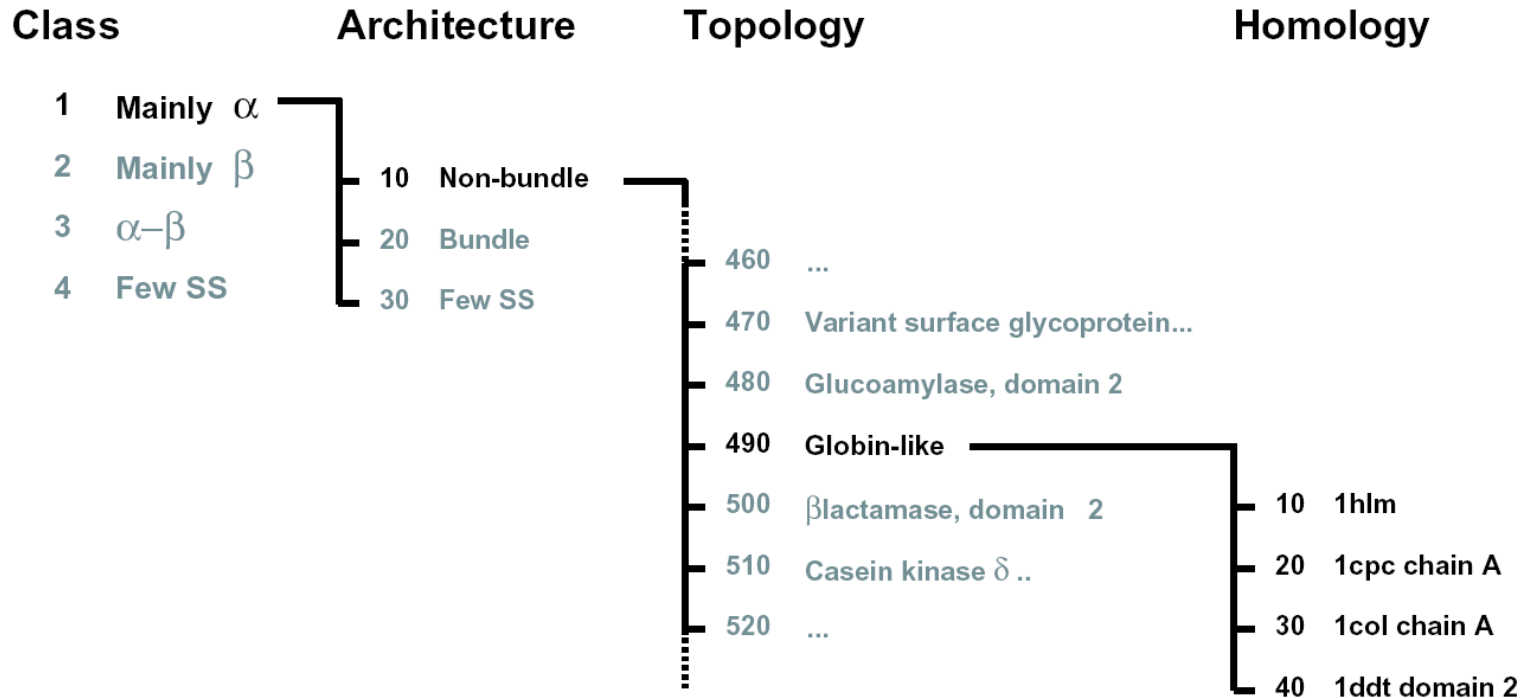 Class Architecture Topology Homology
1 Mainly α
2 Mainly β
3 α–β
4 Few SS
10 Non-bundle
20 Bundle
30 Few SS
460 ...
470 Variant surface glycoprotein...
480 Glucoamylase, domain 2
490 Globin-like
500 βlactamase, domain 2
510 Casein kinase δ ..
520 ...
10 1hlm
20 1cpc chain A
30 1col chain A
40 1ddt domain 2